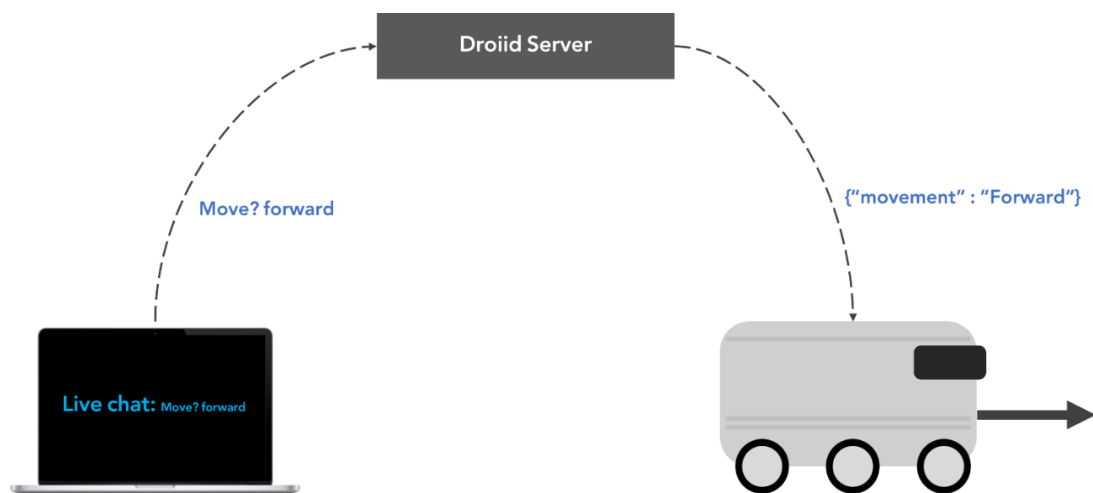 Droiid Server
Move? forward
{"movement" : "Forward"}
Live chat: Move? forward